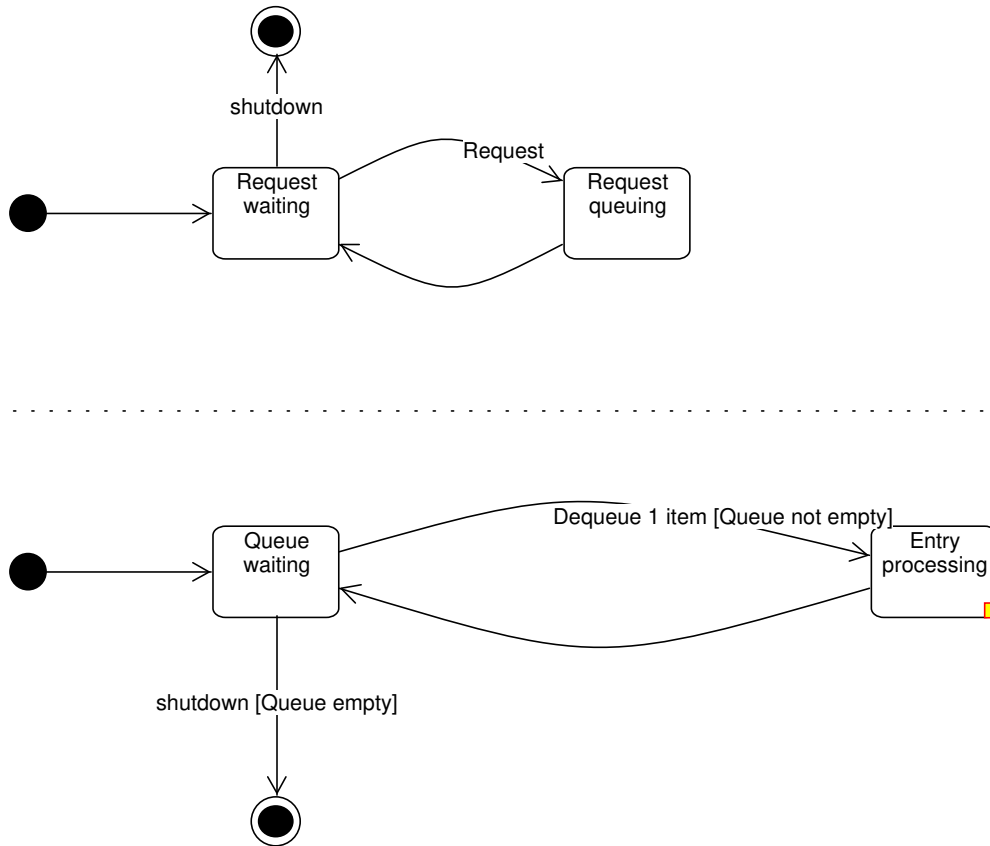 shutdown
Request
Request
waiting
Request
queuing
Dequeue 1 item [Queue not empty]
Queue
waiting
Entry
processing
shutdown [Queue empty]